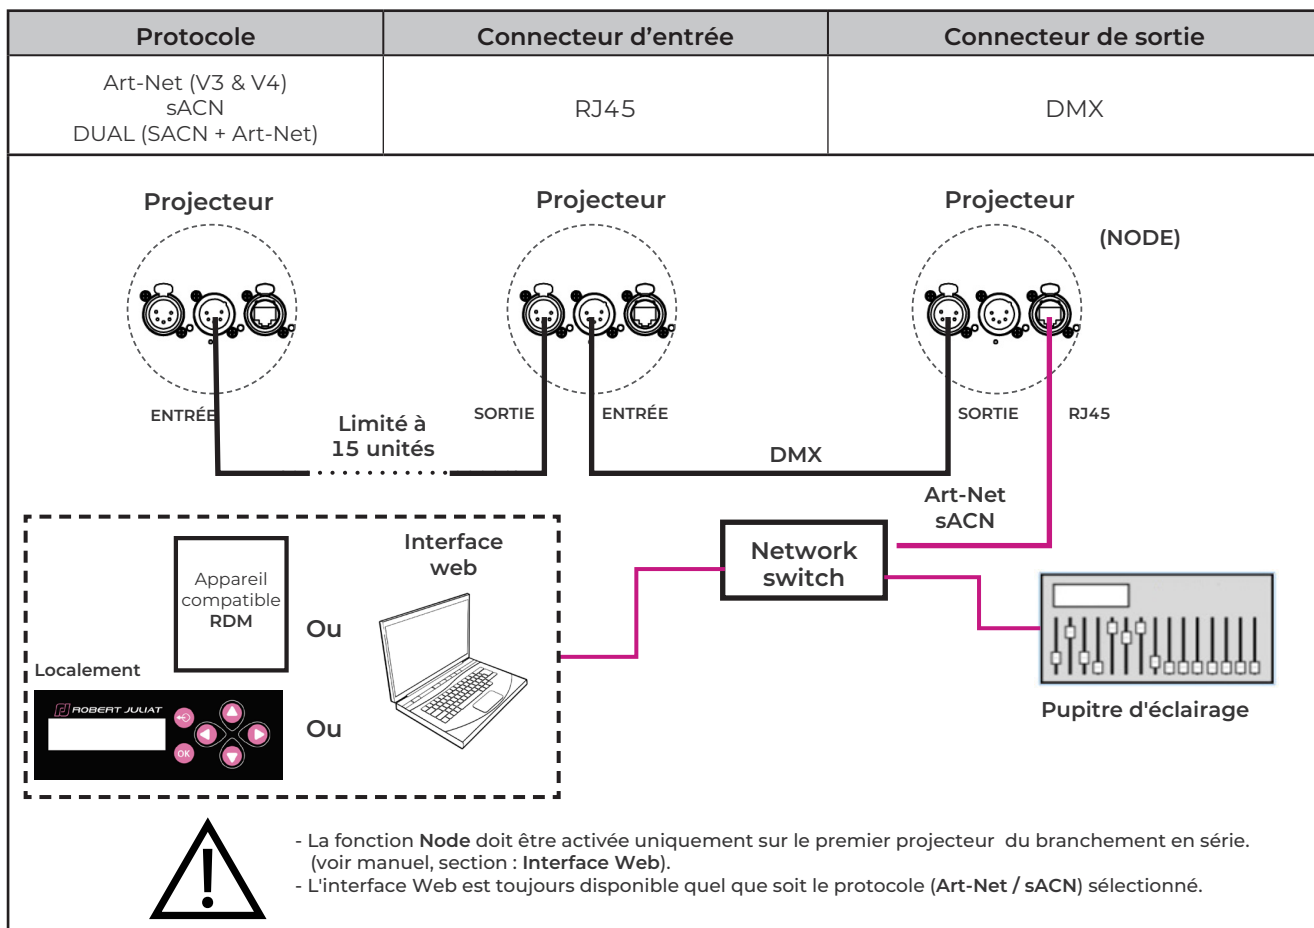 Protocole
Connecteur d’entrée
Connecteur de sortie
Art-Net (V3 & V4)
sACN
DUAL (SACN + Art-Net)
RJ45
DMX
Projecteur
Projecteur
Projecteur
(NODE)
ENTRÉE
Limité à
15 unités
SORTIE
ENTRÉE
DMX
SORTIE
RJ45
Art-Net
sACN
Appareil
compatible
RDM
Ou
Interface
web
Network
switch
Localement
ROBERT JULIAT
OK
Ou
Pupitre d'éclairage
- La fonction Node doit être activée uniquement sur le premier projecteur du branchement en série.
(voir manuel, section : Interface Web).
- L'interface Web est toujours disponible quel que soit le protocole (Art-Net / sACN) sélectionné.